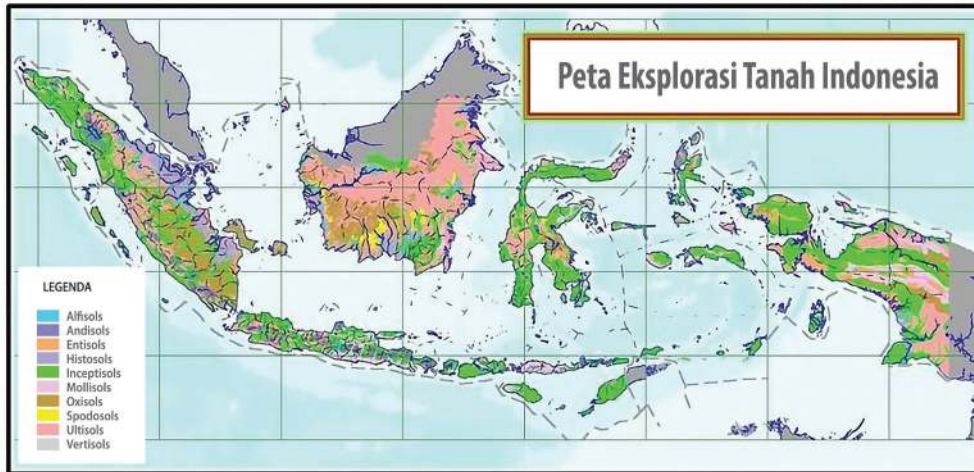 Peta Eksplorasi Tanah Indonesia
LEGENDA
Alfisols
Andisols
Entisols
Histosols
Inceptisols
Mollisols
Oxisols
Spodosols
Ultisols
Vertisols